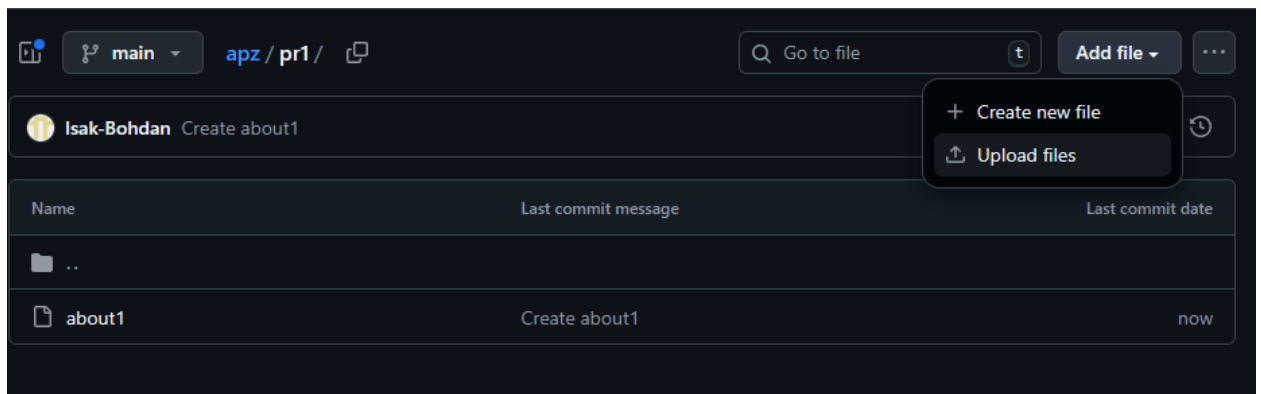 main apz / pr1 / Go to file t Add file ...
Isak-Bohdan Create about1
Create new file
Upload files
Name Last commit message Last commit date
..
about1 Create about1 now